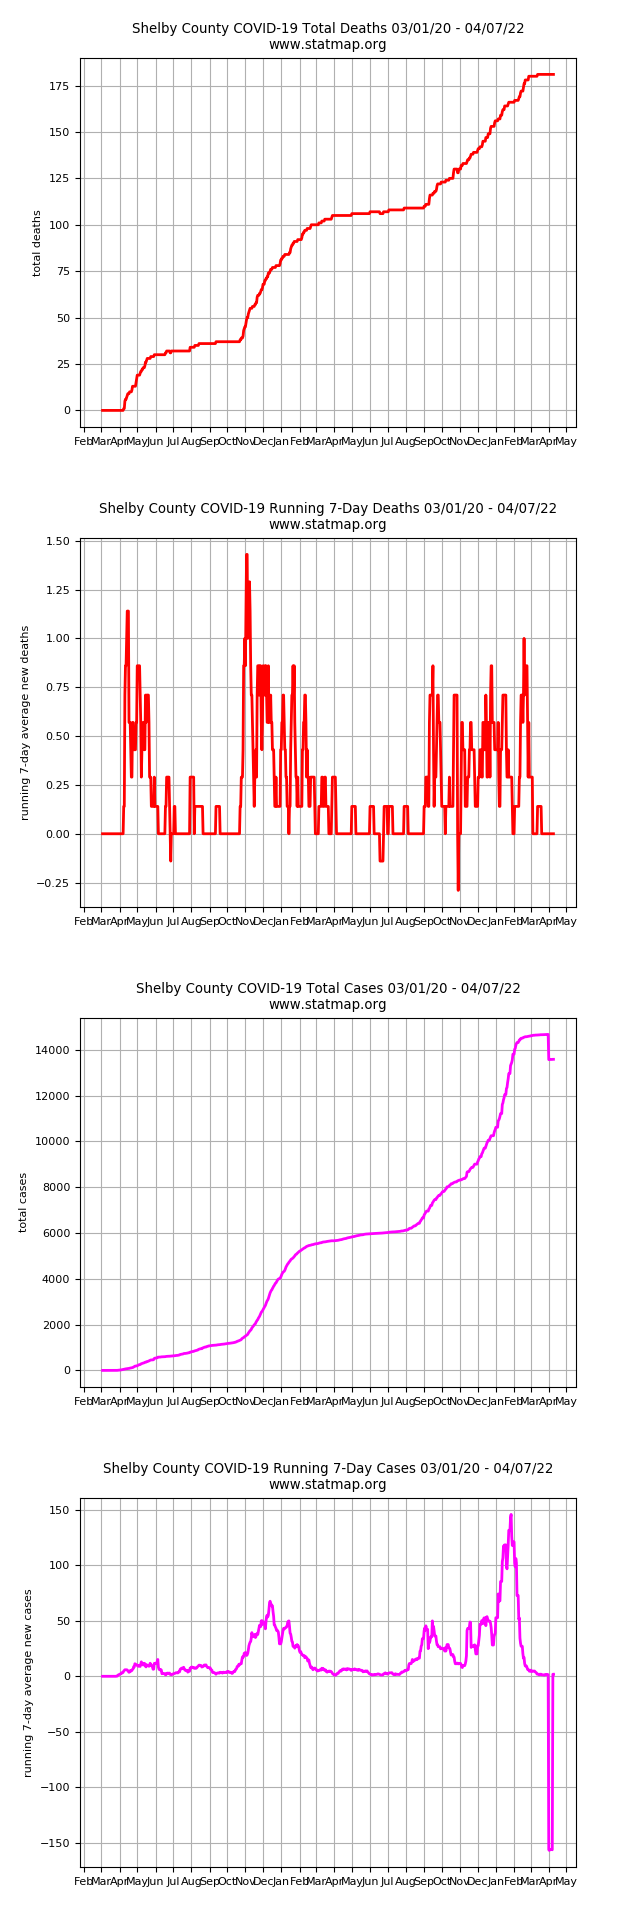 Shelby County COVID-19 Total Deaths 03/01/20 - 04/07/22
www.statmap.org
175
150
125
100
75
50
25
0
total deaths
Feb Mar Apr May Jun Jul Aug Sep Oct Nov Dec Jan Feb Mar Apr May Jun Jul Aug Sep Oct Nov Dec Jan Feb Mar Apr May
Shelby County COVID-19 Running 7-Day Deaths 03/01/20 - 04/07/22
www.statmap.org
1.50
1.25
1.00
0.75
0.50
0.25
0.00
−0.25
running 7-day average new deaths
Feb Mar Apr May Jun Jul Aug Sep Oct Nov Dec Jan Feb Mar Apr May Jun Jul Aug Sep Oct Nov Dec Jan Feb Mar Apr May
Shelby County COVID-19 Total Cases 03/01/20 - 04/07/22
www.statmap.org
14000
12000
10000
8000
6000
4000
2000
0
total cases
Feb Mar Apr May Jun Jul Aug Sep Oct Nov Dec Jan Feb Mar Apr May Jun Jul Aug Sep Oct Nov Dec Jan Feb Mar Apr May
Shelby County COVID-19 Running 7-Day Cases 03/01/20 - 04/07/22
www.statmap.org
150
100
50
0
−50
−100
−150
running 7-day average new cases
Feb Mar Apr May Jun Jul Aug Sep Oct Nov Dec Jan Feb Mar Apr May Jun Jul Aug Sep Oct Nov Dec Jan Feb Mar Apr May